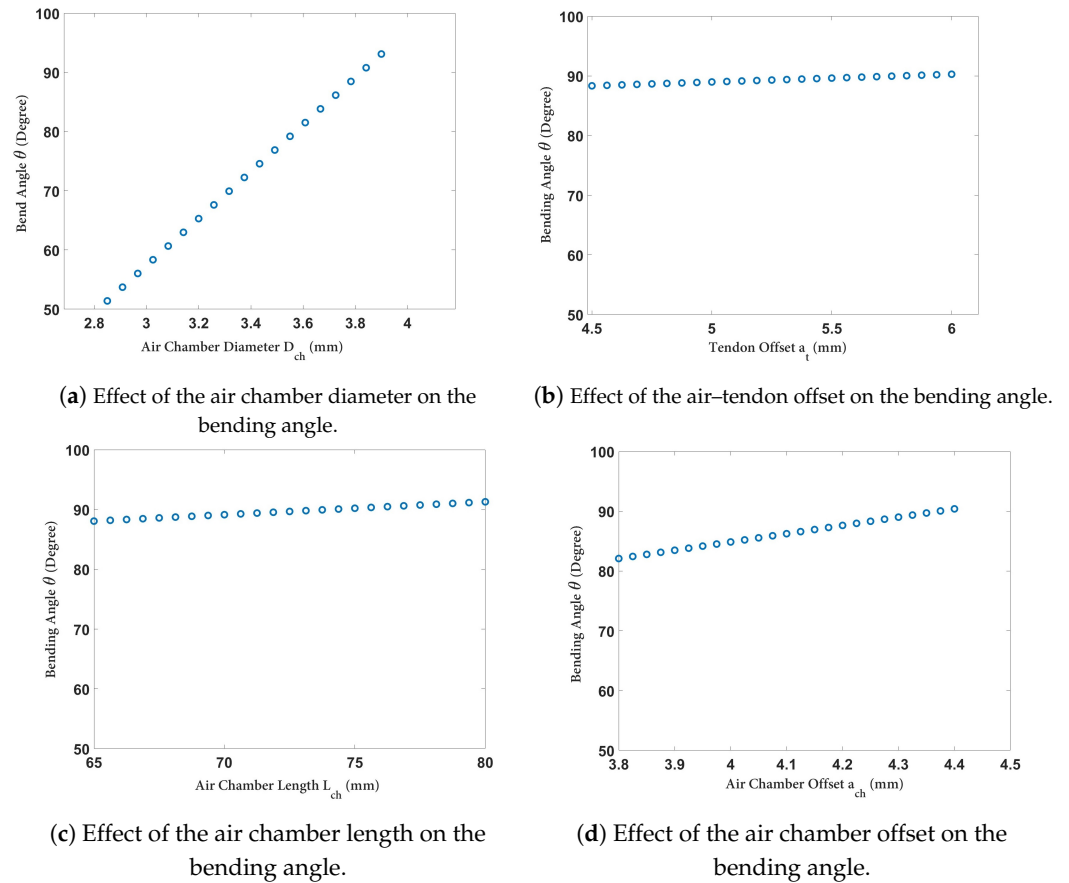 100
90
80
70
60
50
Bend Angle θ (Degree)
2.8 3 3.2 3.4 3.6 3.8 4
Air Chamber Diameter D_ch (mm)
(a) Effect of the air chamber diameter on the
bending angle.
100
90
80
70
60
50
Bending Angle θ (Degree)
4.5 5 5.5 6
Tendon Offset a_t (mm)
(b) Effect of the air–tendon offset on the bending angle.
100
90
80
70
60
50
Bending Angle θ (Degree)
65 70 75 80
Air Chamber Length L_ch (mm)
(c) Effect of the air chamber length on the
bending angle.
100
90
80
70
60
50
Bending Angle θ (Degree)
3.8 3.9 4 4.1 4.2 4.3 4.4 4.5
Air Chamber Offset a_ch (mm)
(d) Effect of the air chamber offset on the
bending angle.